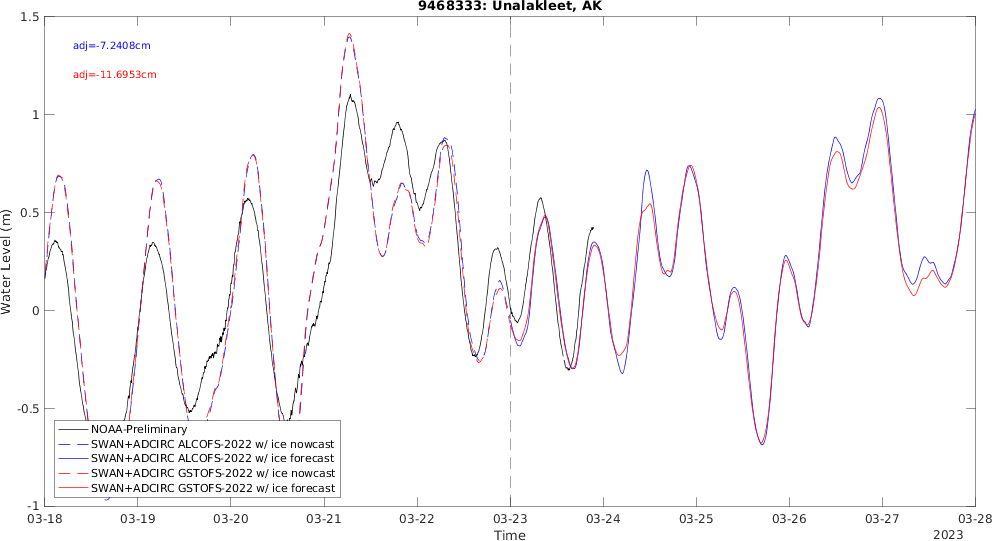 9468333: Unalakleet, AK
adj=-7.2408cm
adj=-11.6953cm
Water Level (m)
1.5
1
0.5
0
-0.5
-1
NOAA-Preliminary
SWAN+ADCIRC ALCOFS-2022 w/ ice nowcast
SWAN+ADCIRC ALCOFS-2022 w/ ice forecast
SWAN+ADCIRC GSTOFS-2022 w/ ice nowcast
SWAN+ADCIRC GSTOFS-2022 w/ ice forecast
03-18 03-19 03-20 03-21 03-22 03-23 03-24 03-25 03-26 03-27 03-28
Time
2023